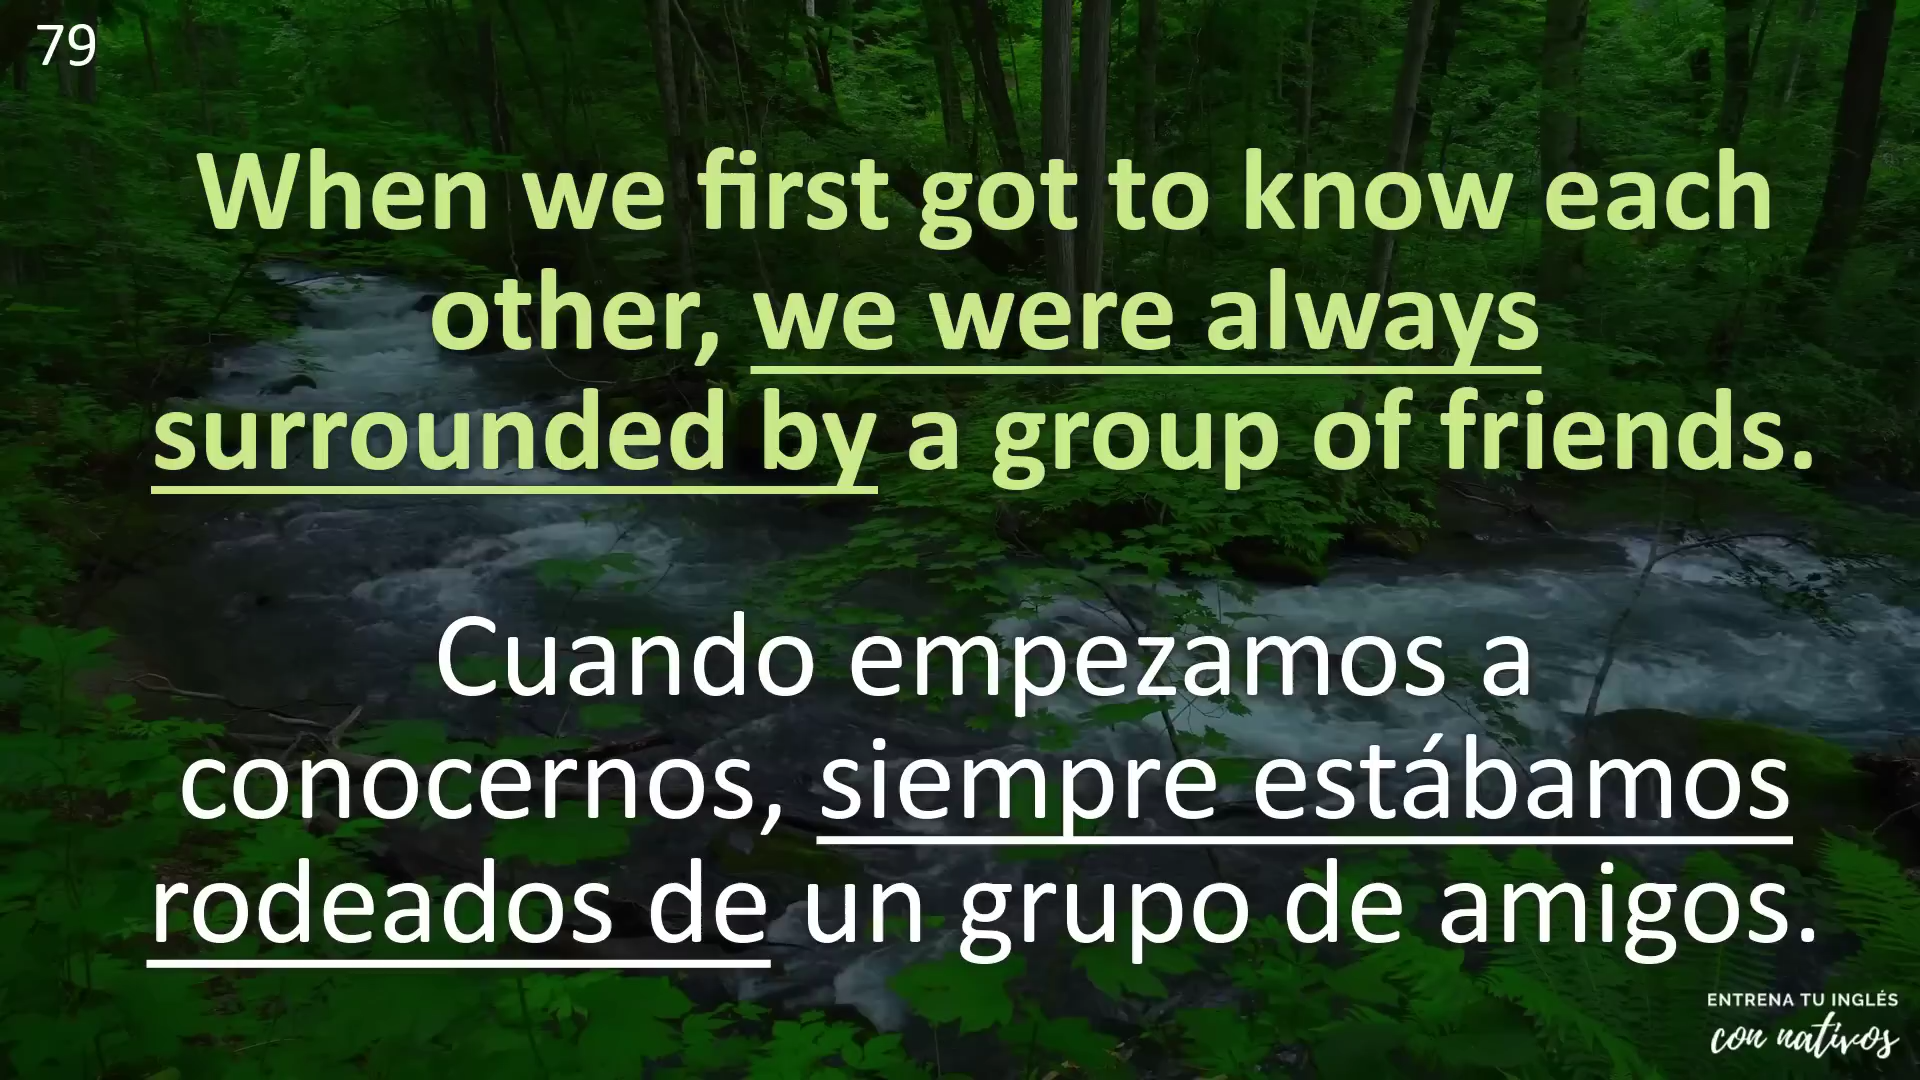 79
When we first got to know each
other, we were always
surrounded by a group of friends.
Cuando empezamos a
conocernos, siempre estábamos
rodeados de un grupo de amigos.
ENTRENA TU INGLÉS
con nativos